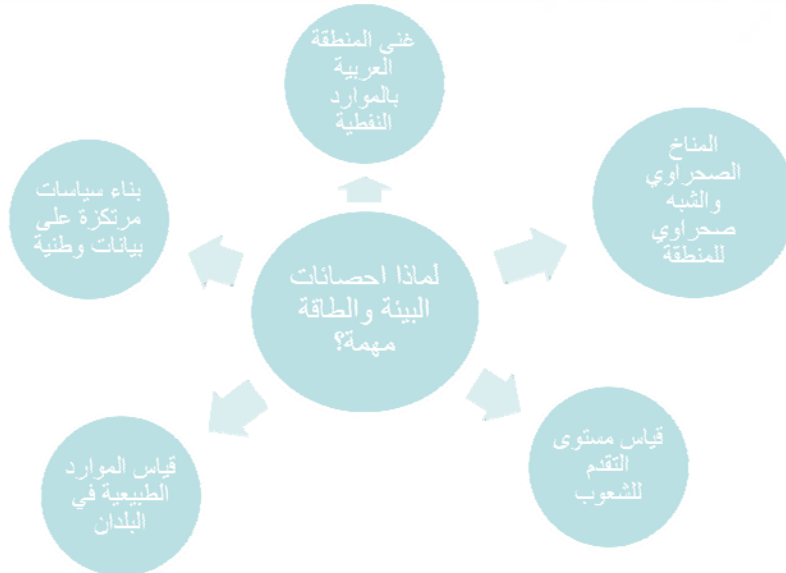 غنى المنطقة
العربية
بالموارد
النفطية
المناخ
الصحراوي
والشبه
صحراوي
للمنطقة
بناء سياسات
مرتكزة على
بيانات وطنية
لماذا احصائات
البيئة والطاقة
مهمة؟
قياس مستوى
التقدم
للشعوب
قياس الموارد
الطبيعية في
البلدان